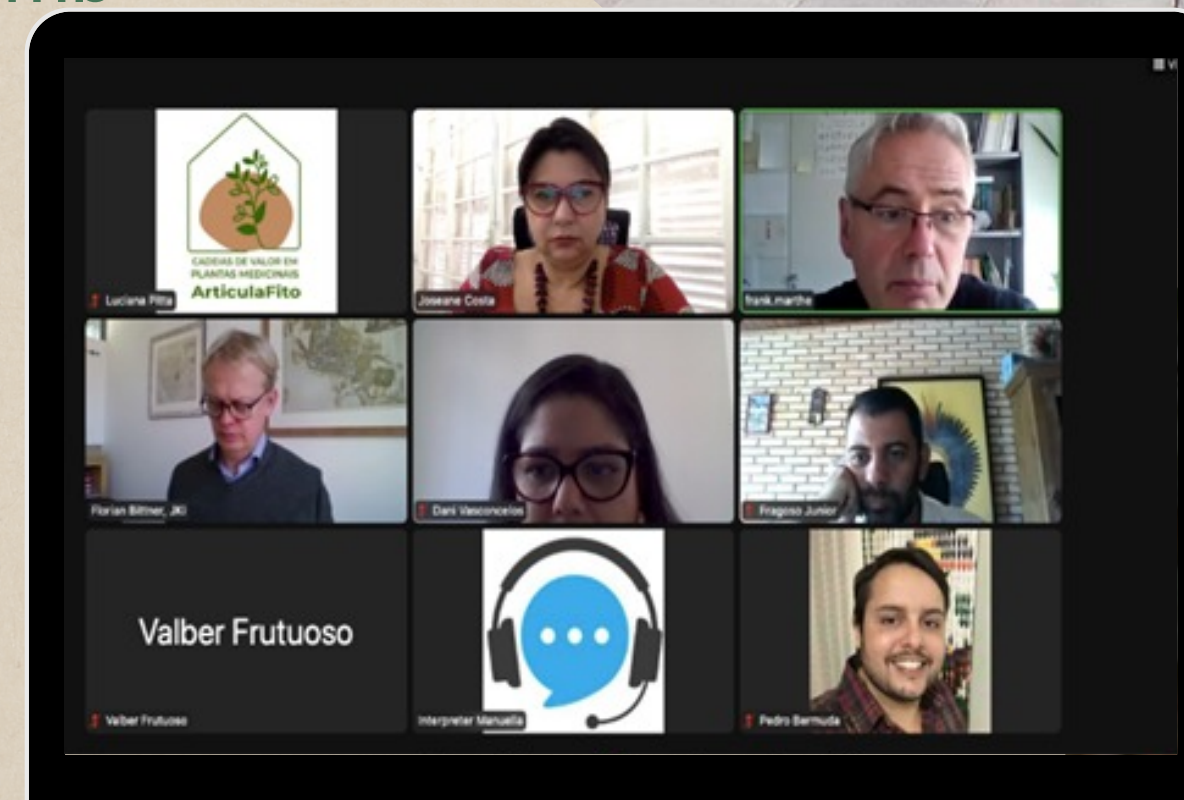 CADEIAS DE VALOR EM
PLANTAS MEDICINAIS
ArticulaFito
Luciana Pitta
Joseane Costa
frank.marthe
Florian Bittner, JKI
Dani Vasconcelos
Fragoso Junior
Valber Frutuoso
Valber Frutuoso
Interpreter Manuella
Pedro Bermuda